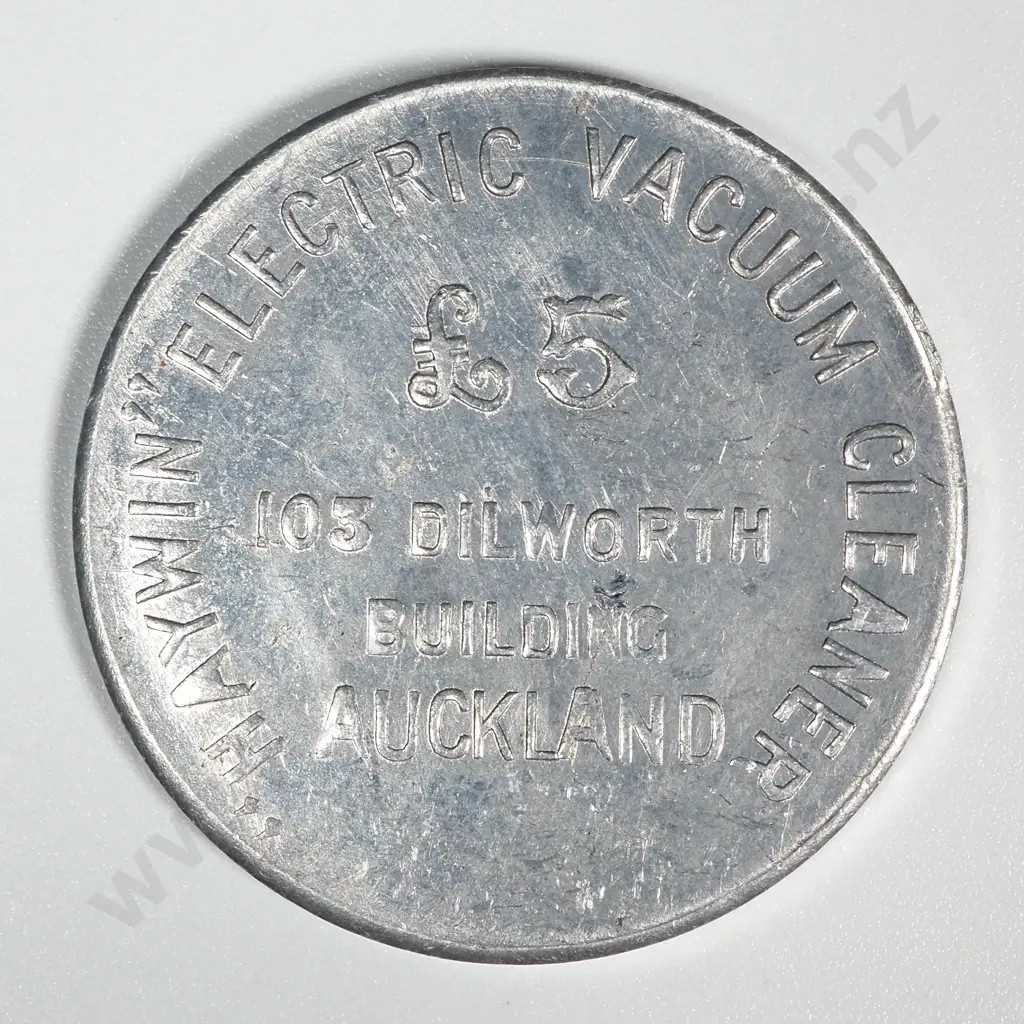 "HAYWIN" ELECTRIC VACUUM CLEANER
£5
103 DILWORTH
BUILDING
AUCKLAND